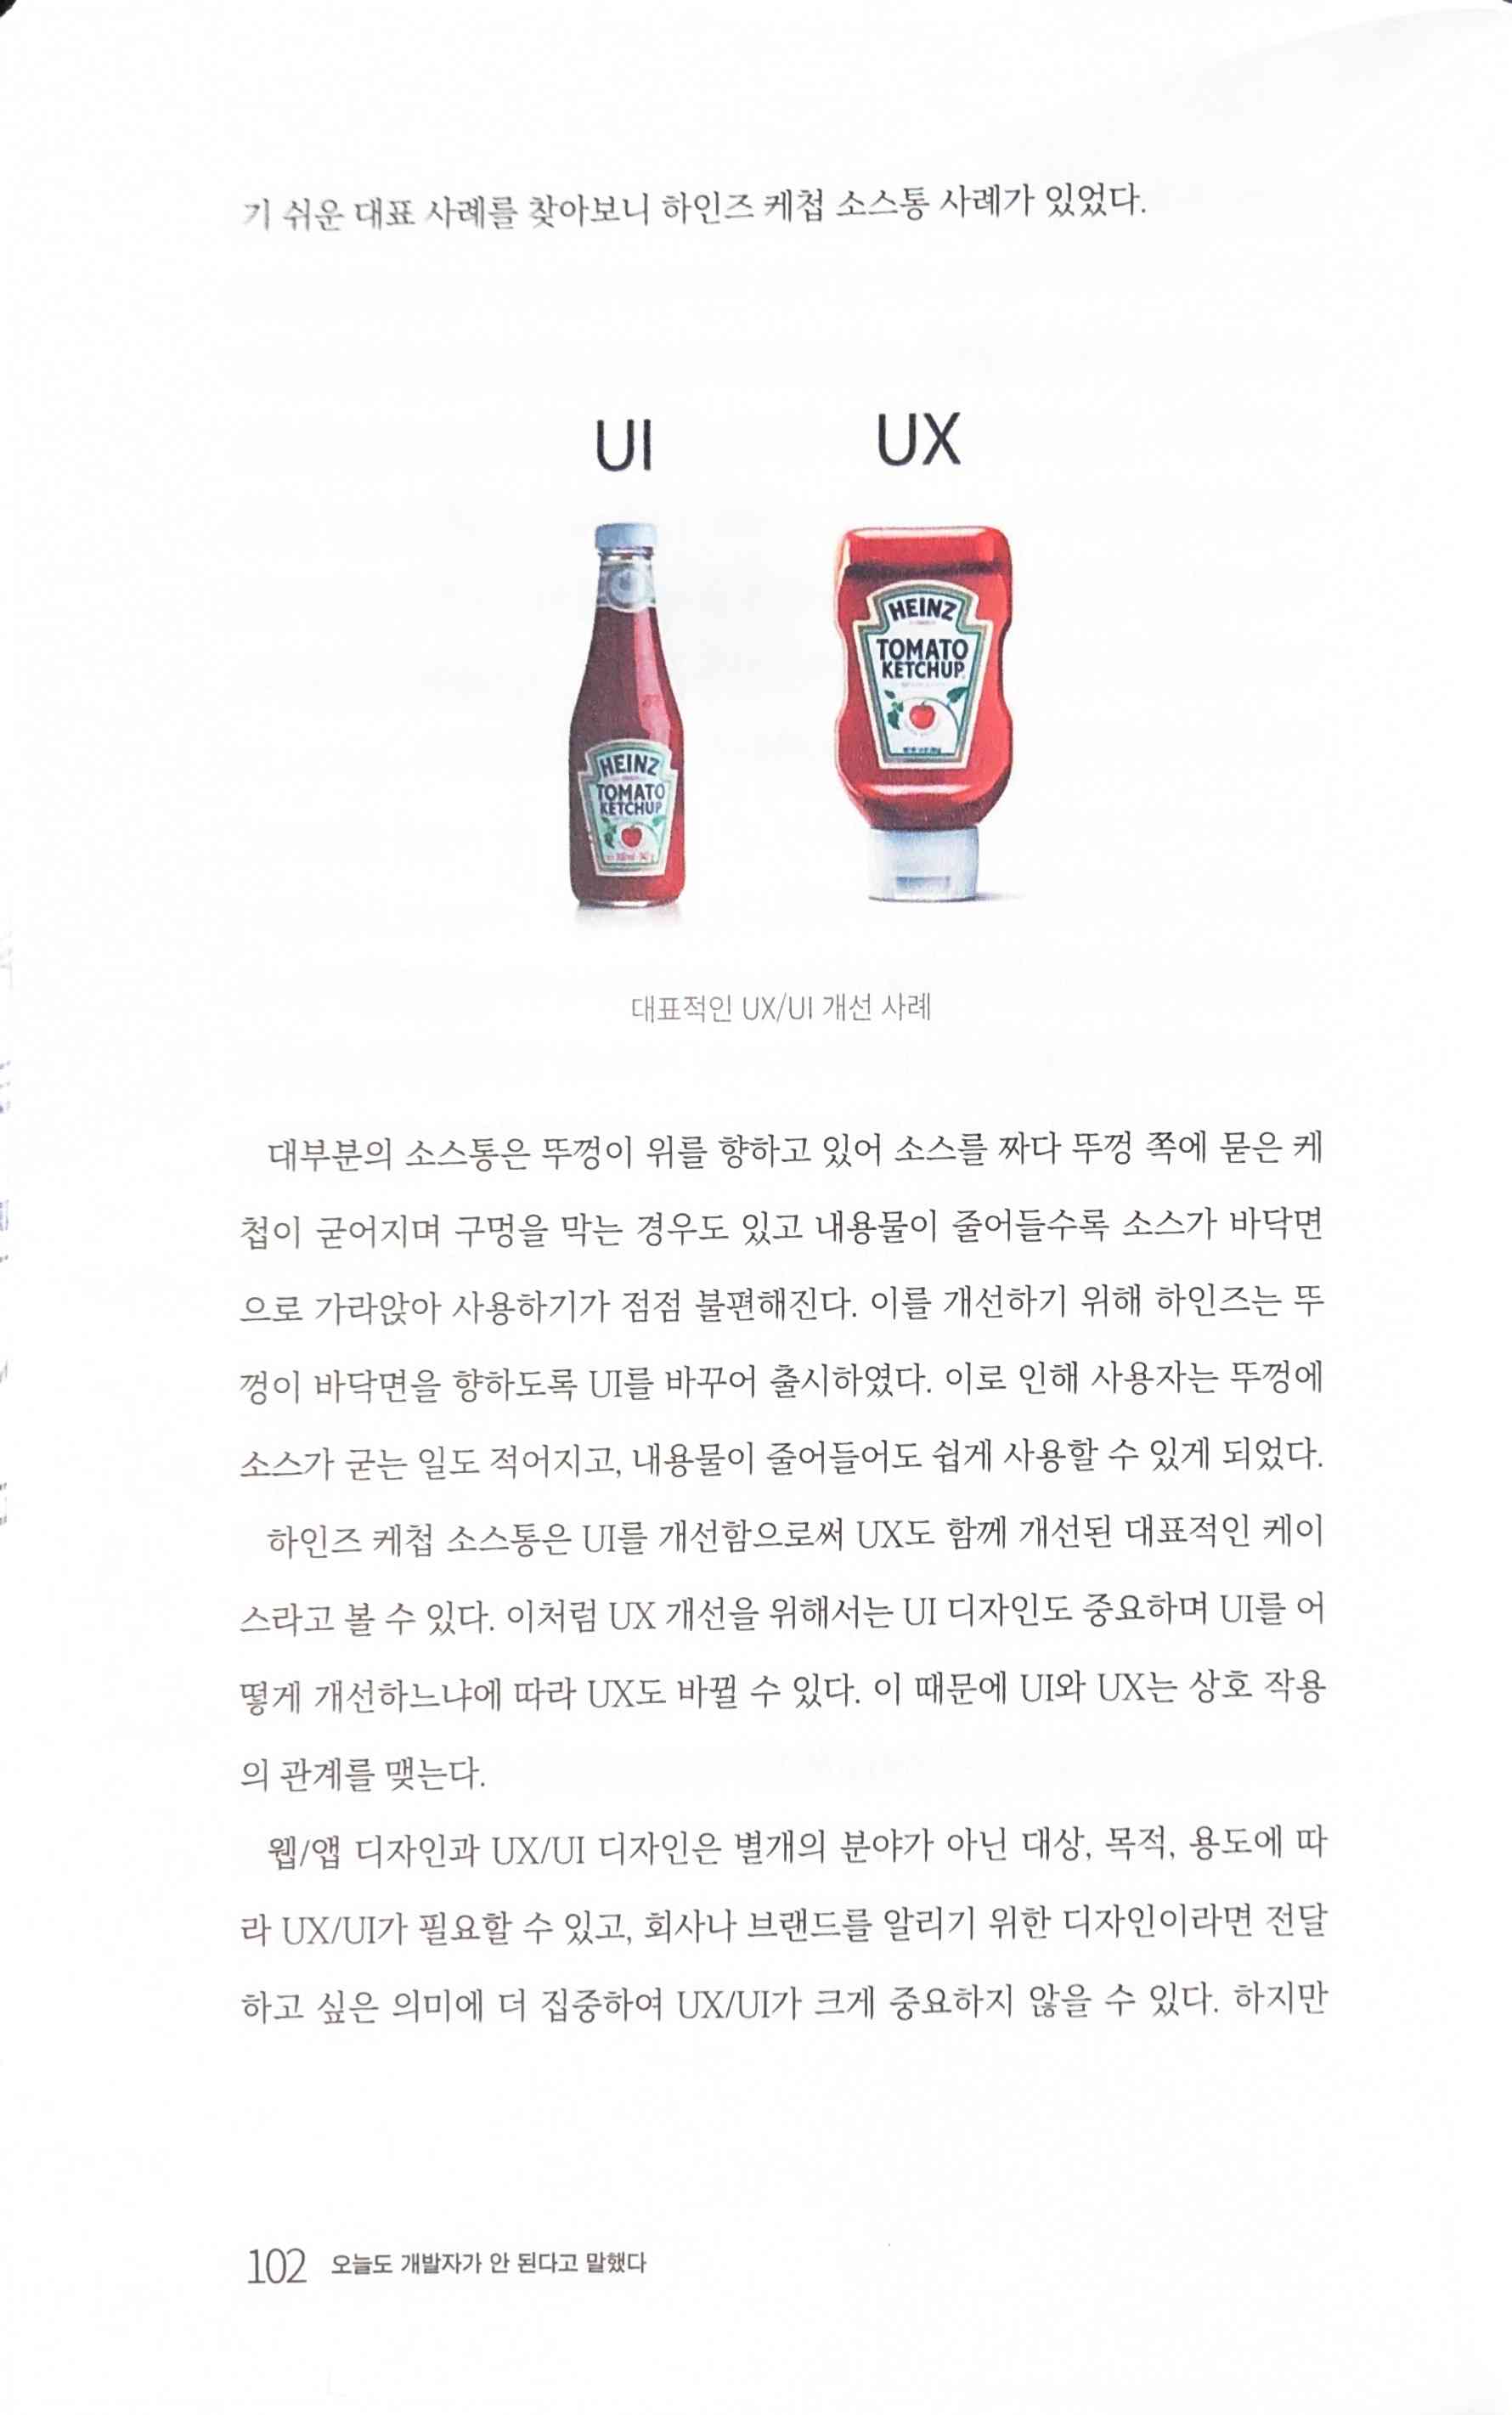 기 쉬운 대표 사례를 찾아보니 하인즈 케첩 소스통 사례가 있었다.
UI
UX
HEINZ
TOMATO
KETCHUP
HEINZ
TOMATO
KETCHUP
대표적인 UX/UI 개선 사례
대부분의 소스통은 뚜껑이 위를 향하고 있어 소스를 짜다 뚜껑 쪽에 묻은 케
첩이 굳어지며 구멍을 막는 경우도 있고 내용물이 줄어들수록 소스가 바닥면
으로 가라앉아 사용하기가 점점 불편해진다. 이를 개선하기 위해 하인즈는 뚜
껑이 바닥면을 향하도록 UI를 바꾸어 출시하였다. 이로 인해 사용자는 뚜껑에
소스가 굳는 일도 적어지고, 내용물이 줄어들어도 쉽게 사용할 수 있게 되었다.
하인즈 케첩 소스통은 UI를 개선함으로써 UX도 함께 개선된 대표적인 케이
스라고 볼 수 있다. 이처럼 UX 개선을 위해서는 UI 디자인도 중요하며 UI를 어
떻게 개선하느냐에 따라 UX도 바뀔 수 있다. 이 때문에 UI와 UX는 상호 작용
의 관계를 맺는다.
웹/앱 디자인과 UX/UI 디자인은 별개의 분야가 아닌 대상, 목적, 용도에 따
라 UX/UI가 필요할 수 있고, 회사나 브랜드를 알리기 위한 디자인이라면 전달
하고 싶은 의미에 더 집중하여 UX/UI가 크게 중요하지 않을 수 있다. 하지만
102 오늘도 개발자가 안 된다고 말했다